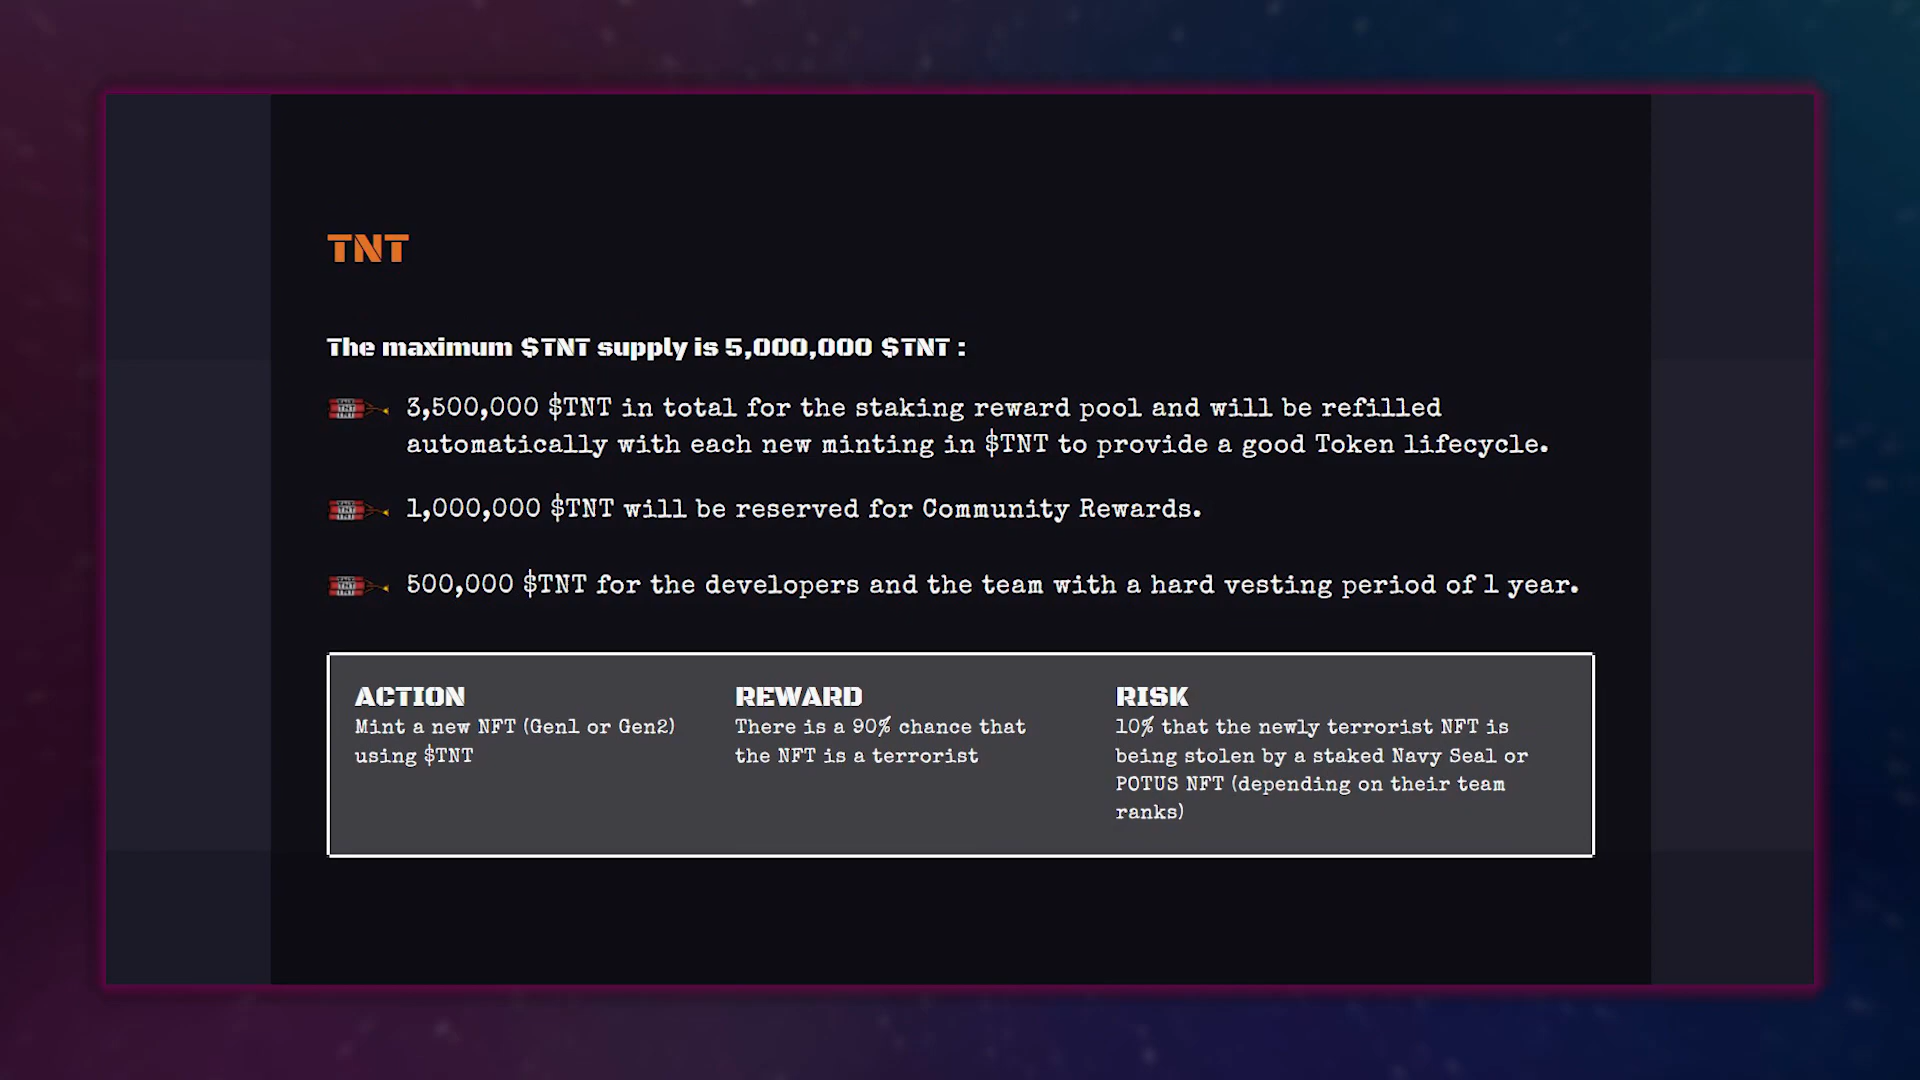 TNT
The maximum $TNT supply is 5,000,000 $TNT :
3,500,000 $TNT in total for the staking reward pool and will be refilled
automatically with each new minting in $TNT to provide a good Token lifecycle.
1,000,000 $TNT will be reserved for Community Rewards.
500,000 $TNT for the developers and the team with a hard vesting period of 1 year.
ACTION
Mint a new NFT (Gen1 or Gen2)
using $TNT
REWARD
There is a 90% chance that
the NFT is a terrorist
RISK
10% that the newly terrorist NFT is
being stolen by a staked Navy Seal or
POTUS NFT (depending on their team
ranks)